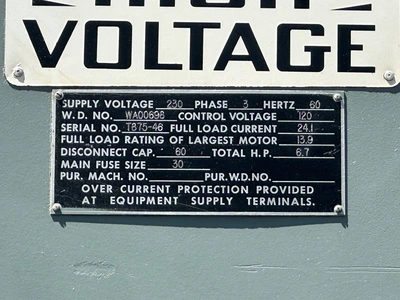 HIGH
VOLTAGE
SUPPLY VOLTAGE 230 PHASE 3 HERTZ 60
W.D. NO. WA00696 CONTROL VOLTAGE 120
SERIAL NO. T875-46 FULL LOAD CURRENT 24.1
FULL LOAD RATING OF LARGEST MOTOR 13.9
DISCONNECT CAP. 60 TOTAL H.P. 6.7
MAIN FUSE SIZE 30
PUR. MACH. NO. PUR.W.D.NO.
OVER CURRENT PROTECTION PROVIDED
AT EQUIPMENT SUPPLY TERMINALS.